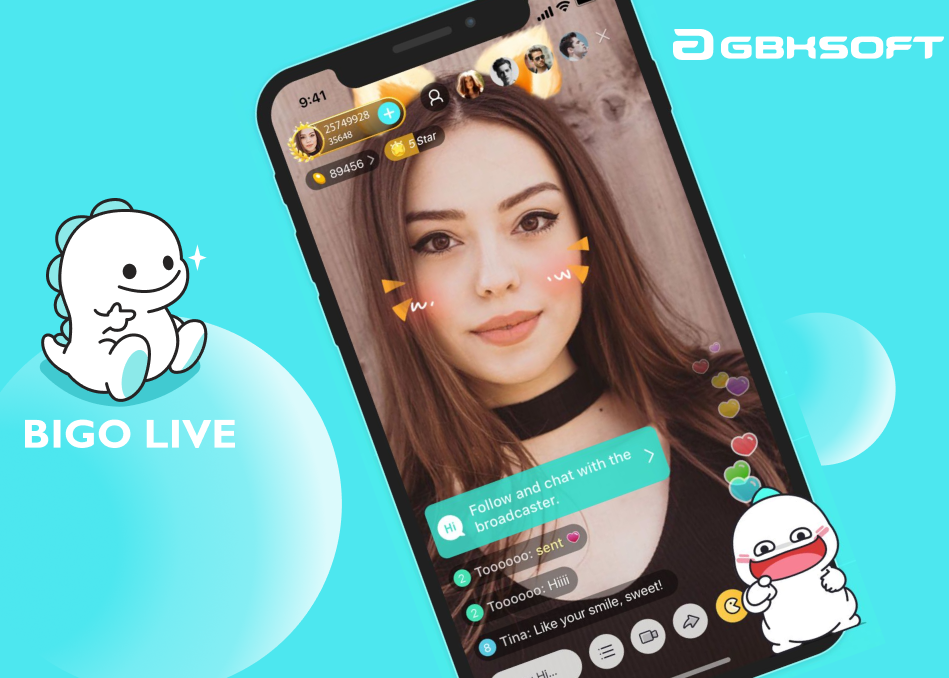 GBKSOFT
9:41
25749928
35648
89456
5 Star
BIGO LIVE
Hi
Follow and chat with the
broadcaster.
2 Toooooo: sent
2 Toooooo: Hiiii
8 Tina: Like your smile, sweet!
Hi...